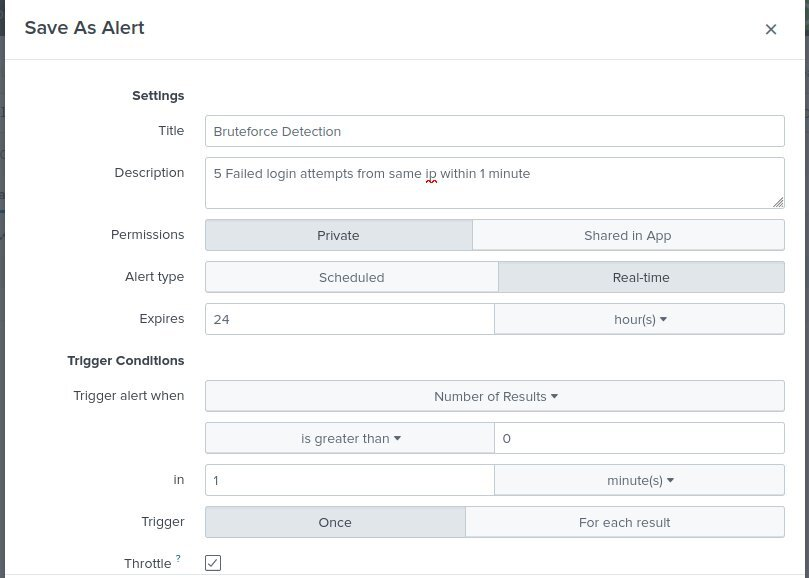 Save As Alert ×
Settings
Title Bruteforce Detection
Description 5 Failed login attempts from same ip within 1 minute
Permissions Private Shared in App
Alert type Scheduled Real-time
Expires 24 hour(s)
Trigger Conditions
Trigger alert when Number of Results
is greater than 0
in 1 minute(s)
Trigger Once For each result
Throttle ?